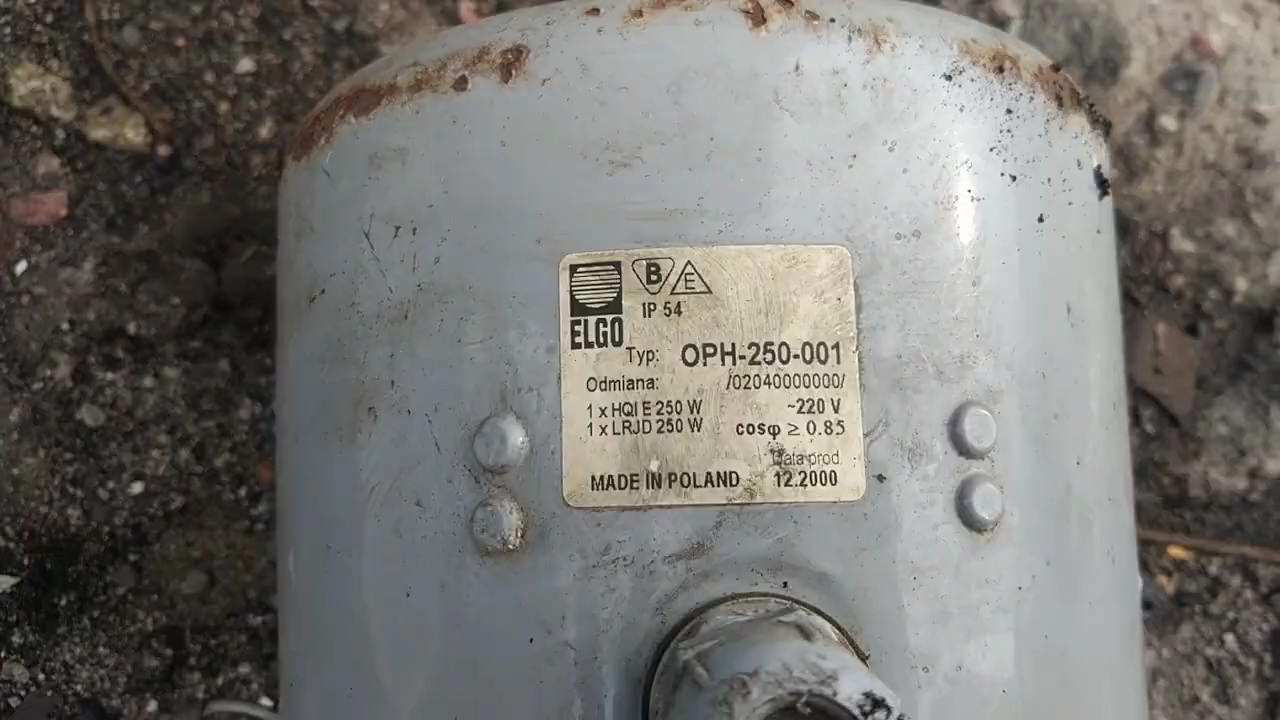 B E
IP 54
ELGO
Typ: OPH-250-001
Odmiana: /02040000000/
1 x HQI E 250 W ~220 V
1 x LRJD 250 W cosφ ≥ 0.85
Data prod.
MADE IN POLAND 12.2000